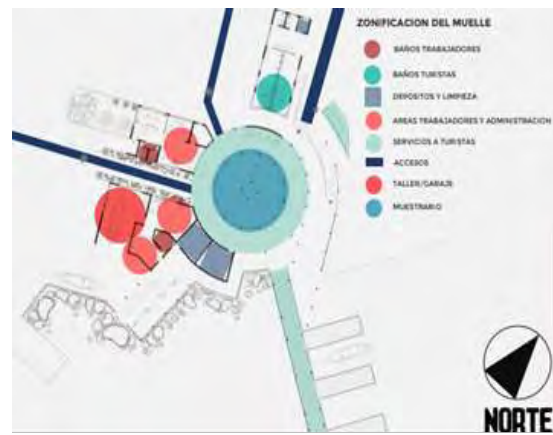 ZONIFICACION DEL MUELLE
BAÑOS TRABAJADORES
BAÑOS TURISTAS
DEPOSITOS Y LIMPIEZA
AREAS TRABAJADORES Y ADMINISTRACION
SERVICIOS A TURISTAS
ACCESOS
TALLER/GARAJE
MUESTRARIO
NORTE